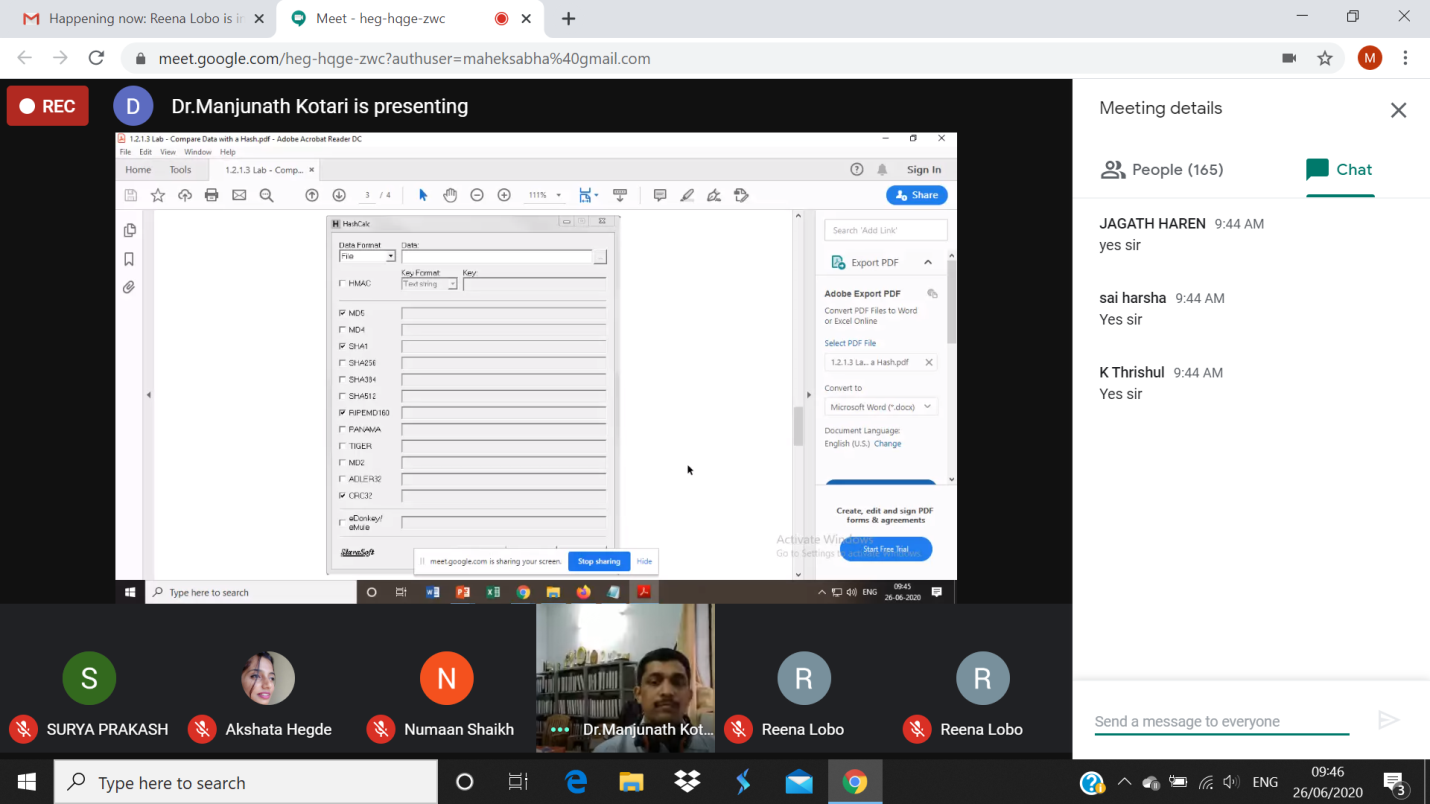 Happening now: Reena Lobo is in
Meet - heg-hqge-zwc
meet.google.com/heg-hqge-zwc?authuser=maheksabha%40gmail.com
M
REC
D
Dr.Manjunath Kotari is presenting
1.2.1.3 Lab - Compare Data with a Hash.pdf - Adobe Acrobat Reader DC
File Edit View Window Help
Home Tools 1.2.1.3 Lab - Comp... Sign In
3 / 4 111% Share
HashCalc
Data Format Data:
File
Key Format Key:
HMAC Text string
MD5
MD4
SHA1
SHA256
SHA384
SHA512
RIPEMD160
PANAMA
TIGER
MD2
ADLER32
CRC32
eDonkey/
eMule
SlavaSoft
meet.google.com is sharing your screen. Stop sharing Hide
Search 'Add Link'
Export PDF
Adobe Export PDF
Convert PDF Files to Word
or Excel Online
Select PDF File
1.2.1.3 La... a Hash.pdf
Convert to
Microsoft Word (*.docx)
Document Language:
English (U.S.) Change
Create, edit and sign PDF
forms & agreements
Start Free Trial
Activate Windows
Go to Settings to activate Windows
Type here to search
ENG
09:45
26-06-2020
Meeting details
People (165)
Chat
JAGATH HAREN 9:44 AM
yes sir
sai harsha 9:44 AM
Yes sir
K Thrishul 9:44 AM
Yes sir
Send a message to everyone
S
SURYA PRAKASH
Akshata Hegde
N
Numaan Shaikh
Dr.Manjunath Kot...
R
Reena Lobo
R
Reena Lobo
Type here to search
ENG
09:46
26/06/2020
3